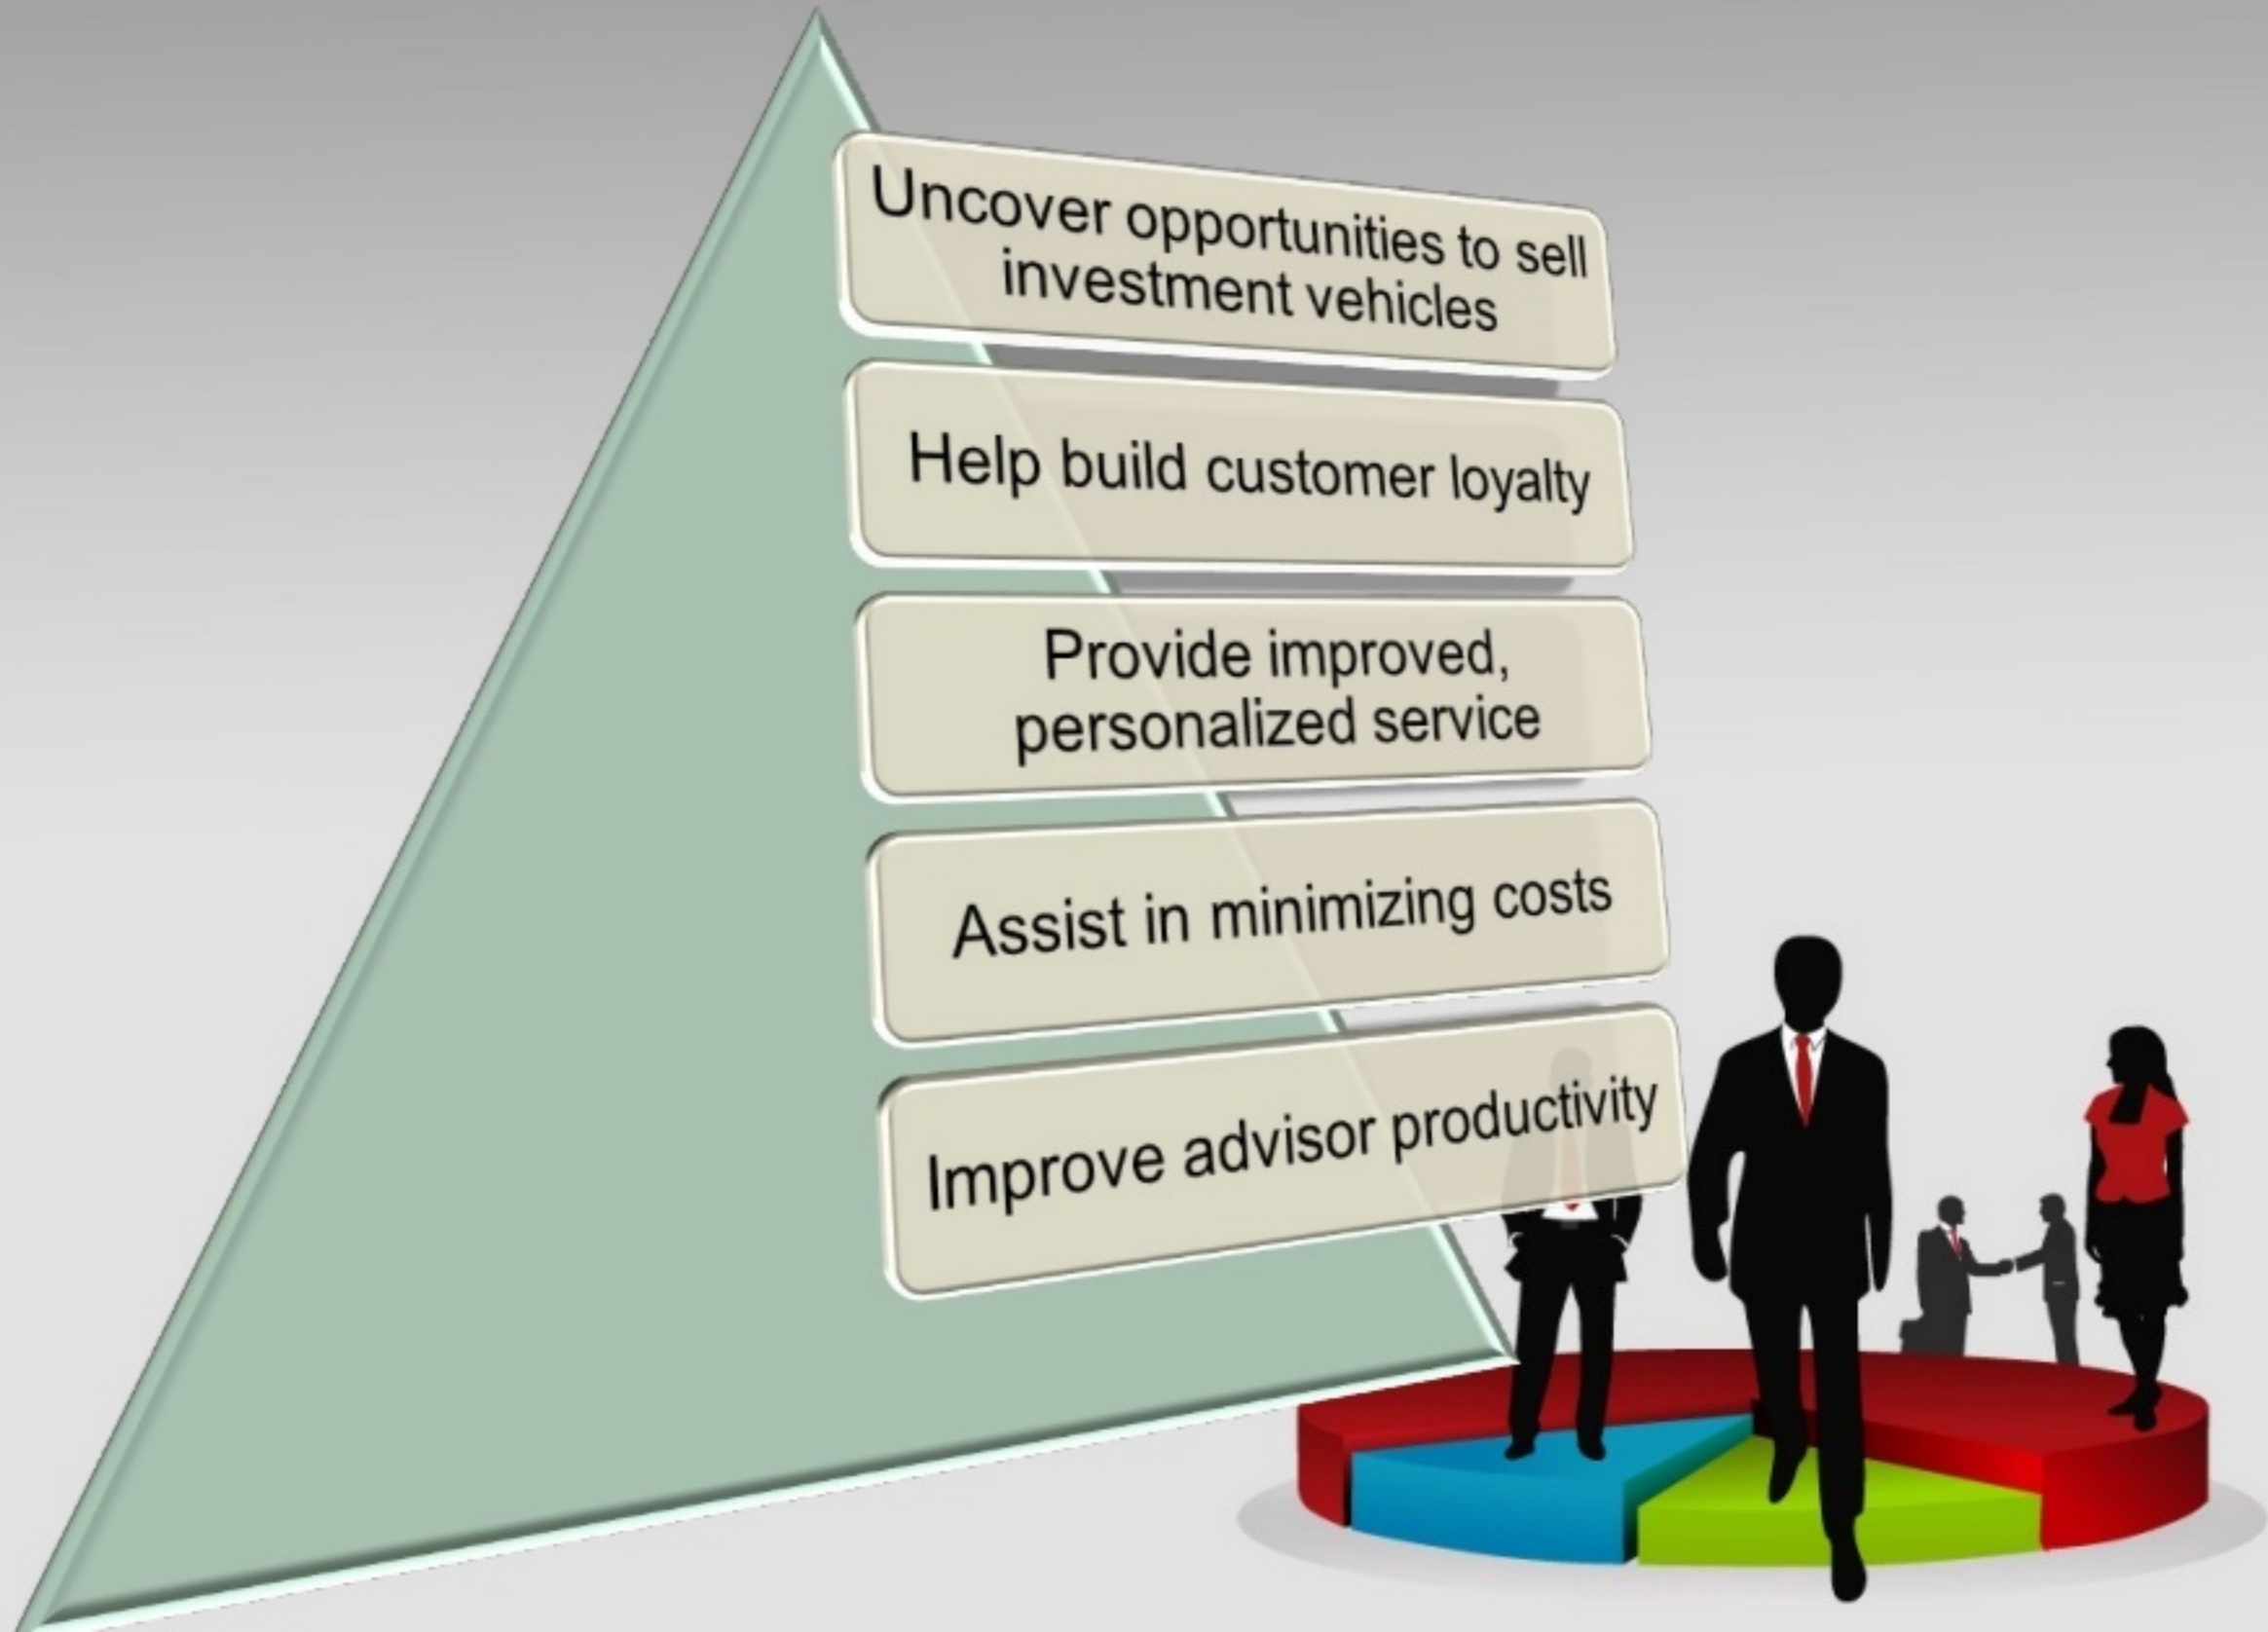 Uncover opportunities to sell
investment vehicles
Help build customer loyalty
Provide improved,
personalized service
Assist in minimizing costs
Improve advisor productivity